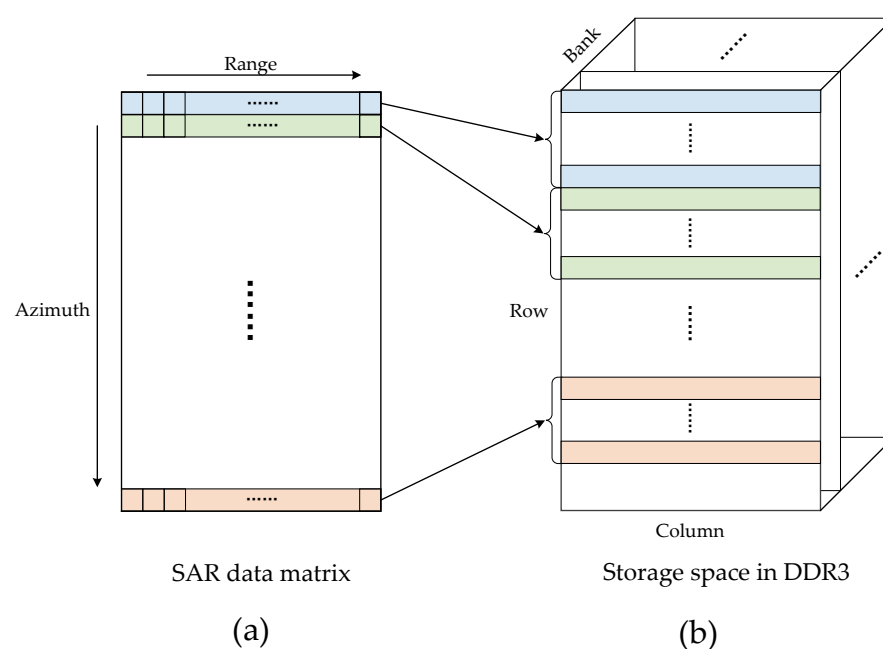 Range
Azimuth
SAR data matrix
(a)
Bank
Row
Column
Storage space in DDR3
(b)